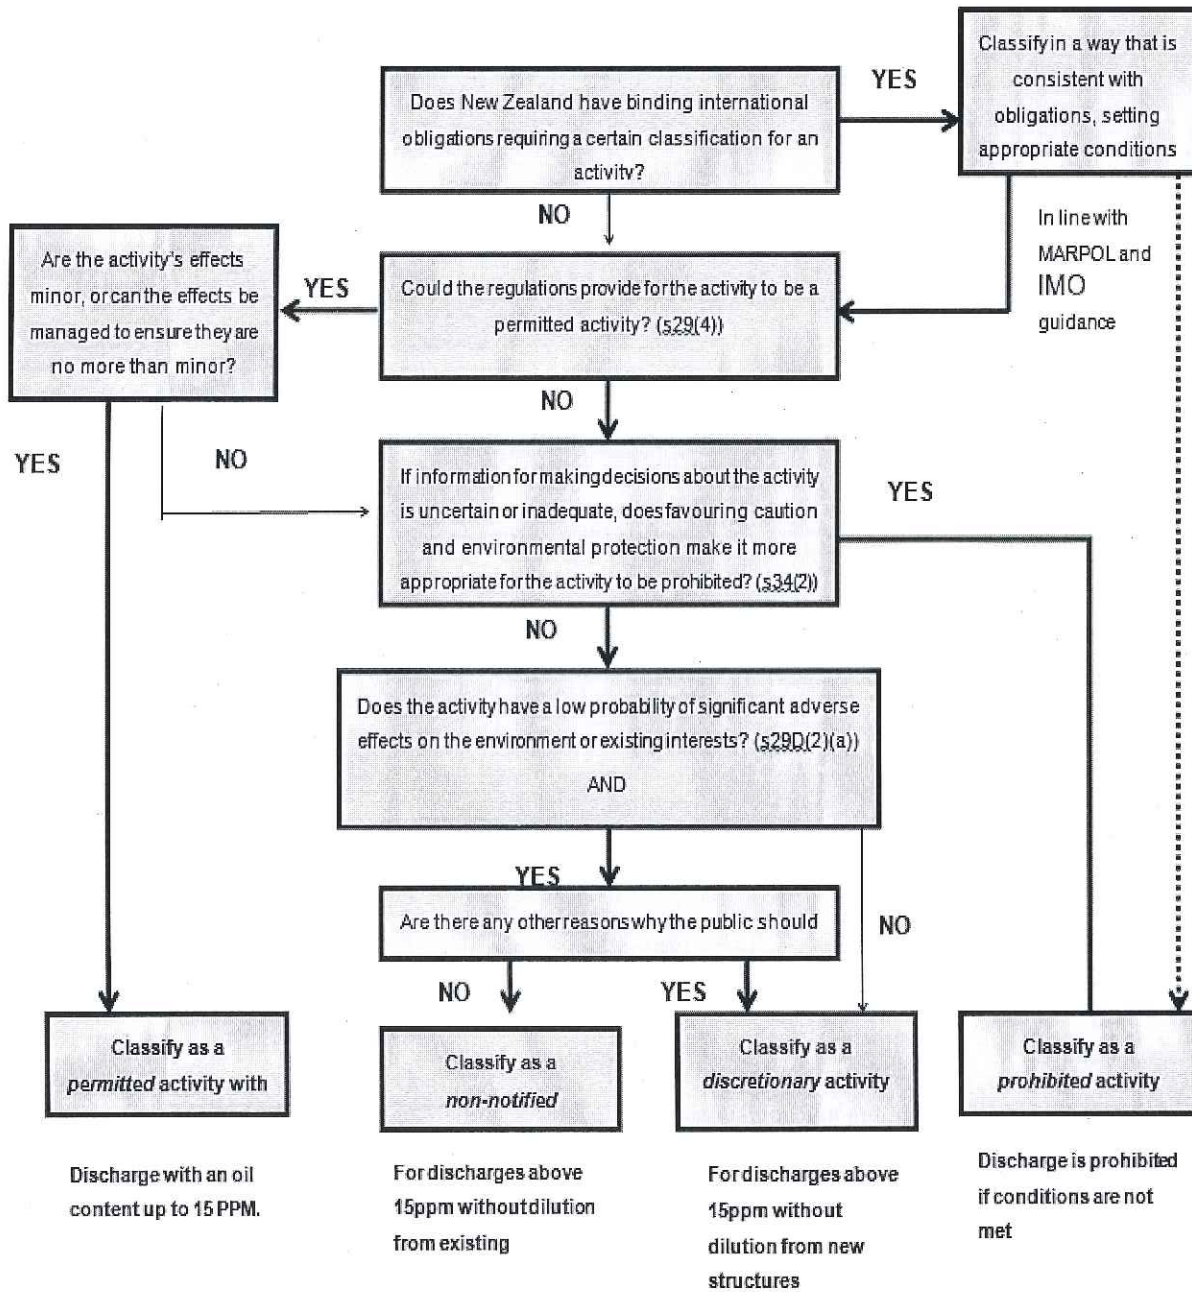 Classify in a way that is
consistent with
obligations, setting
appropriate conditions
YES
Does New Zealand have binding international
obligations requiring a certain classification for an
activity?
NO
In line with
MARPOL and
IMO
guidance
Are the activity's effects
minor, or can the effects be
managed to ensure they are
no more than minor?
YES
Could the regulations provide for the activity to be a
permitted activity? (s29(4))
NO
YES
NO
If information for making decisions about the activity
is uncertain or inadequate, does favouring caution
and environmental protection make it more
appropriate for the activity to be prohibited? (s34(2))
YES
NO
Does the activity have a low probability of significant adverse
effects on the environment or existing interests? (s29D(2)(a))
AND
YES
Are there any other reasons why the public should
NO
NO
YES
Classify as a
permitted activity with
Classify as a
non-notified
Classify as a
discretionary activity
Classify as a
prohibited activity
Discharge with an oil
content up to 15 PPM.
For discharges above
15ppm without dilution
from existing
For discharges above
15ppm without
dilution from new
structures
Discharge is prohibited
if conditions are not
met